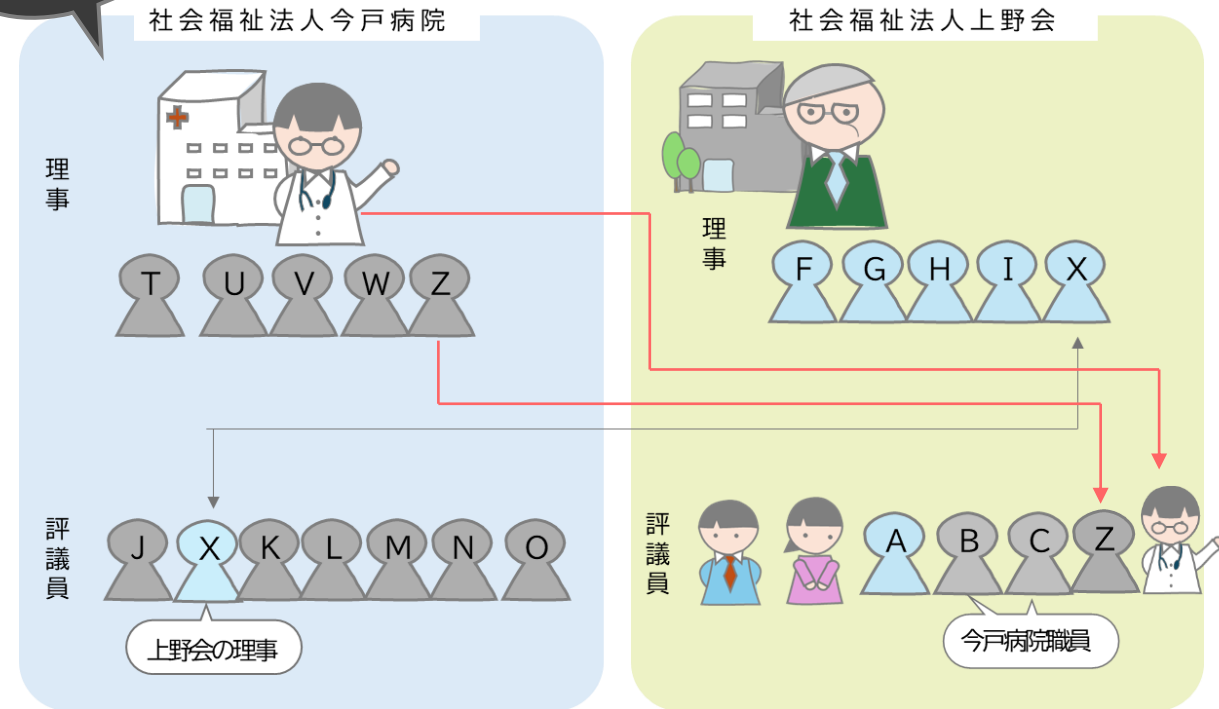 社会福祉法人今戸病院
社会福祉法人上野会
理事
T U V W Z
理事
F G H I X
評議員
J X K L M N O
上野会の理事
評議員
A B C Z
今戸病院職員